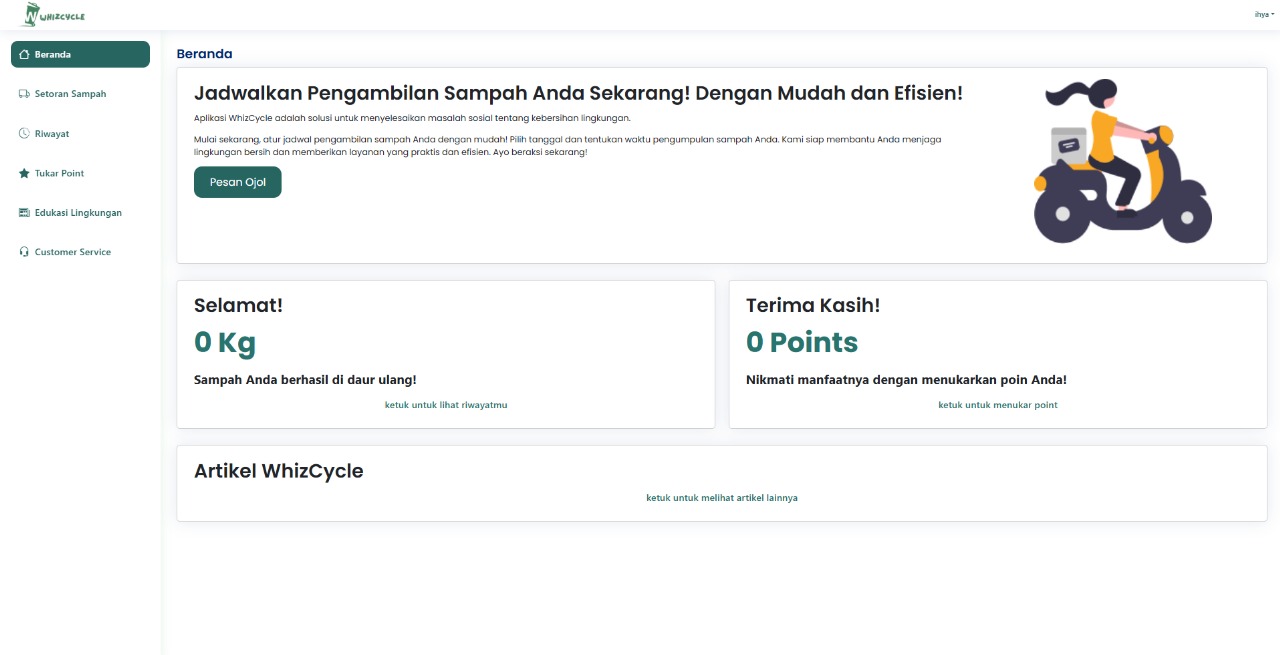 WHIZCYCLE
ihya
Beranda
Setoran Sampah
Riwayat
Tukar Point
Edukasi Lingkungan
Customer Service
Beranda
Jadwalkan Pengambilan Sampah Anda Sekarang! Dengan Mudah dan Efisien!
Aplikasi WhizCycle adalah solusi untuk menyelesaikan masalah sosial tentang kebersihan lingkungan.
Mulai sekarang, atur jadwal pengambilan sampah Anda dengan mudah! Pilih tanggal dan tentukan waktu pengumpulan sampah Anda. Kami siap membantu Anda menjaga
lingkungan bersih dan memberikan layanan yang praktis dan efisien. Ayo beraksi sekarang!
Pesan Ojol
Selamat!
0 Kg
Sampah Anda berhasil di daur ulang!
ketuk untuk lihat riwayatmu
Terima Kasih!
0 Points
Nikmati manfaatnya dengan menukarkan poin Anda!
ketuk untuk menukar point
Artikel WhizCycle
ketuk untuk melihat artikel lainnya